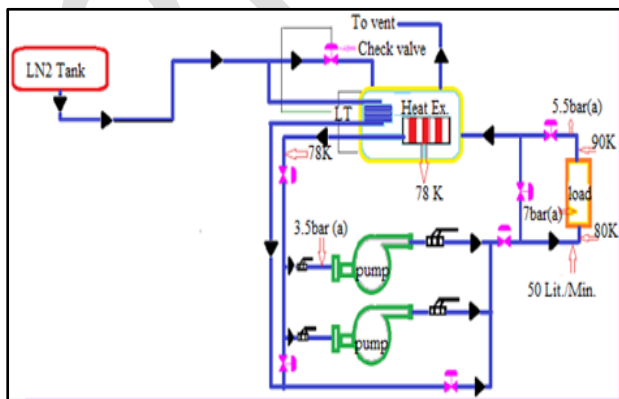 To vent
Check valve
LN2 Tank
LT
Heat Ex.
5.5bar(a)
90K
78K
78 K
load
7bar(a)
80K
3.5bar (a)
pump
50 Lit./Min.
pump